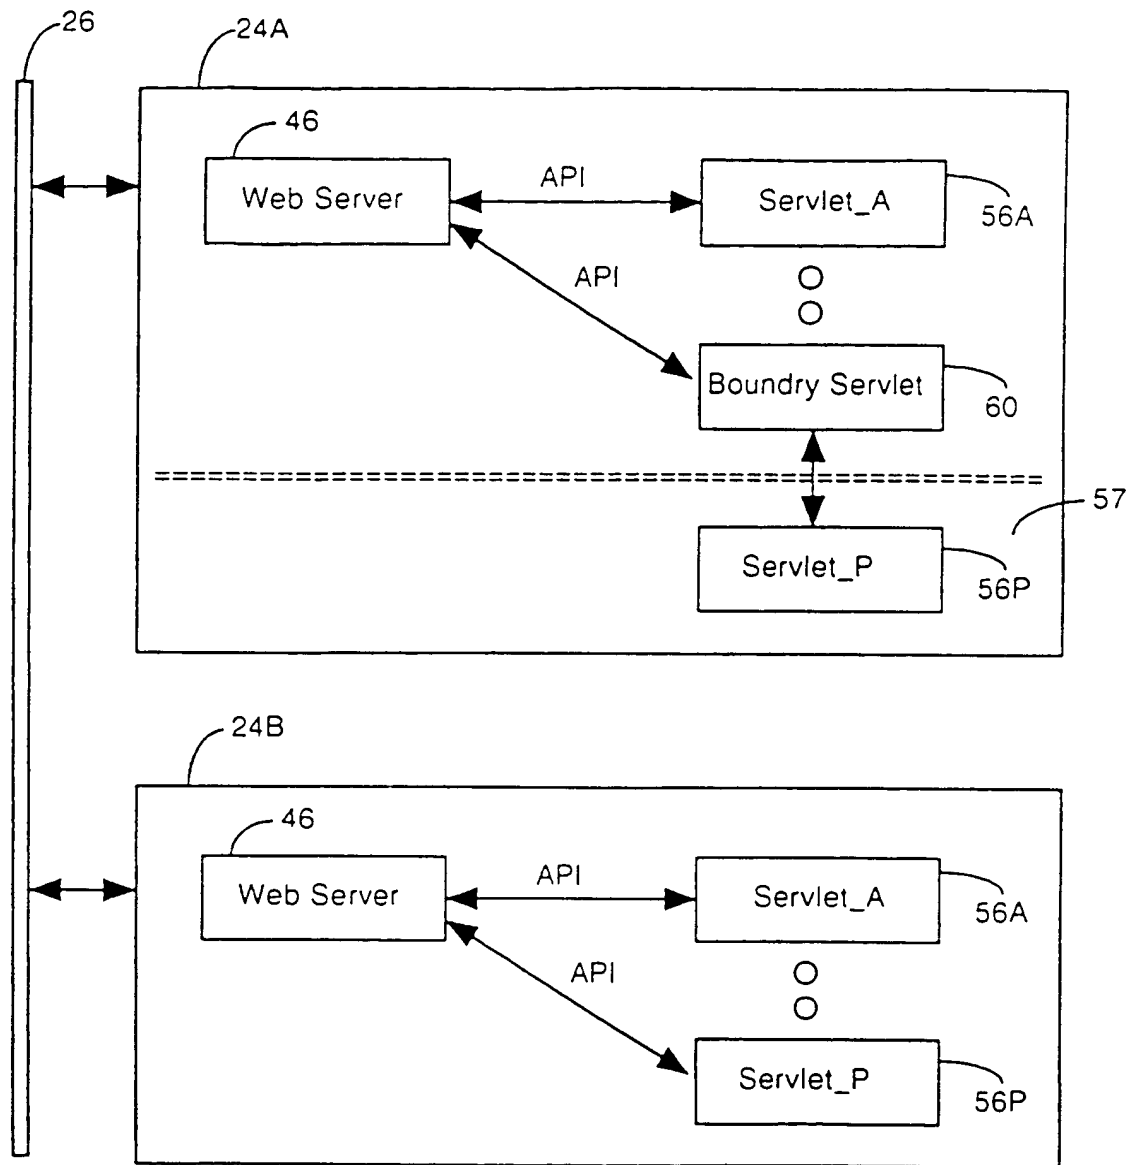 26
24A
46
Web Server
API
Servlet_A
56A
API
Boundry Servlet
60
57
Servlet_P
56P
24B
46
Web Server
API
Servlet_A
56A
API
Servlet_P
56P